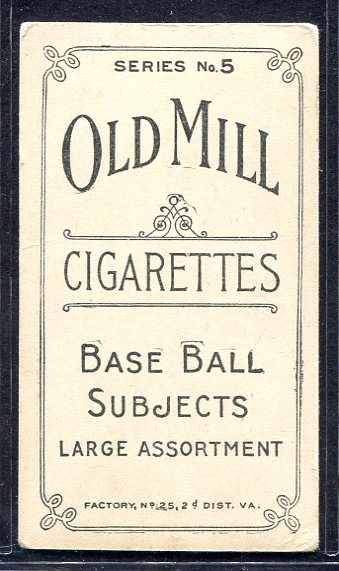 SERIES No. 5
OLD MILL
CIGARETTES
BASE BALL
SUBJECTS
LARGE ASSORTMENT
FACTORY, No. 25, 2d DIST. VA.